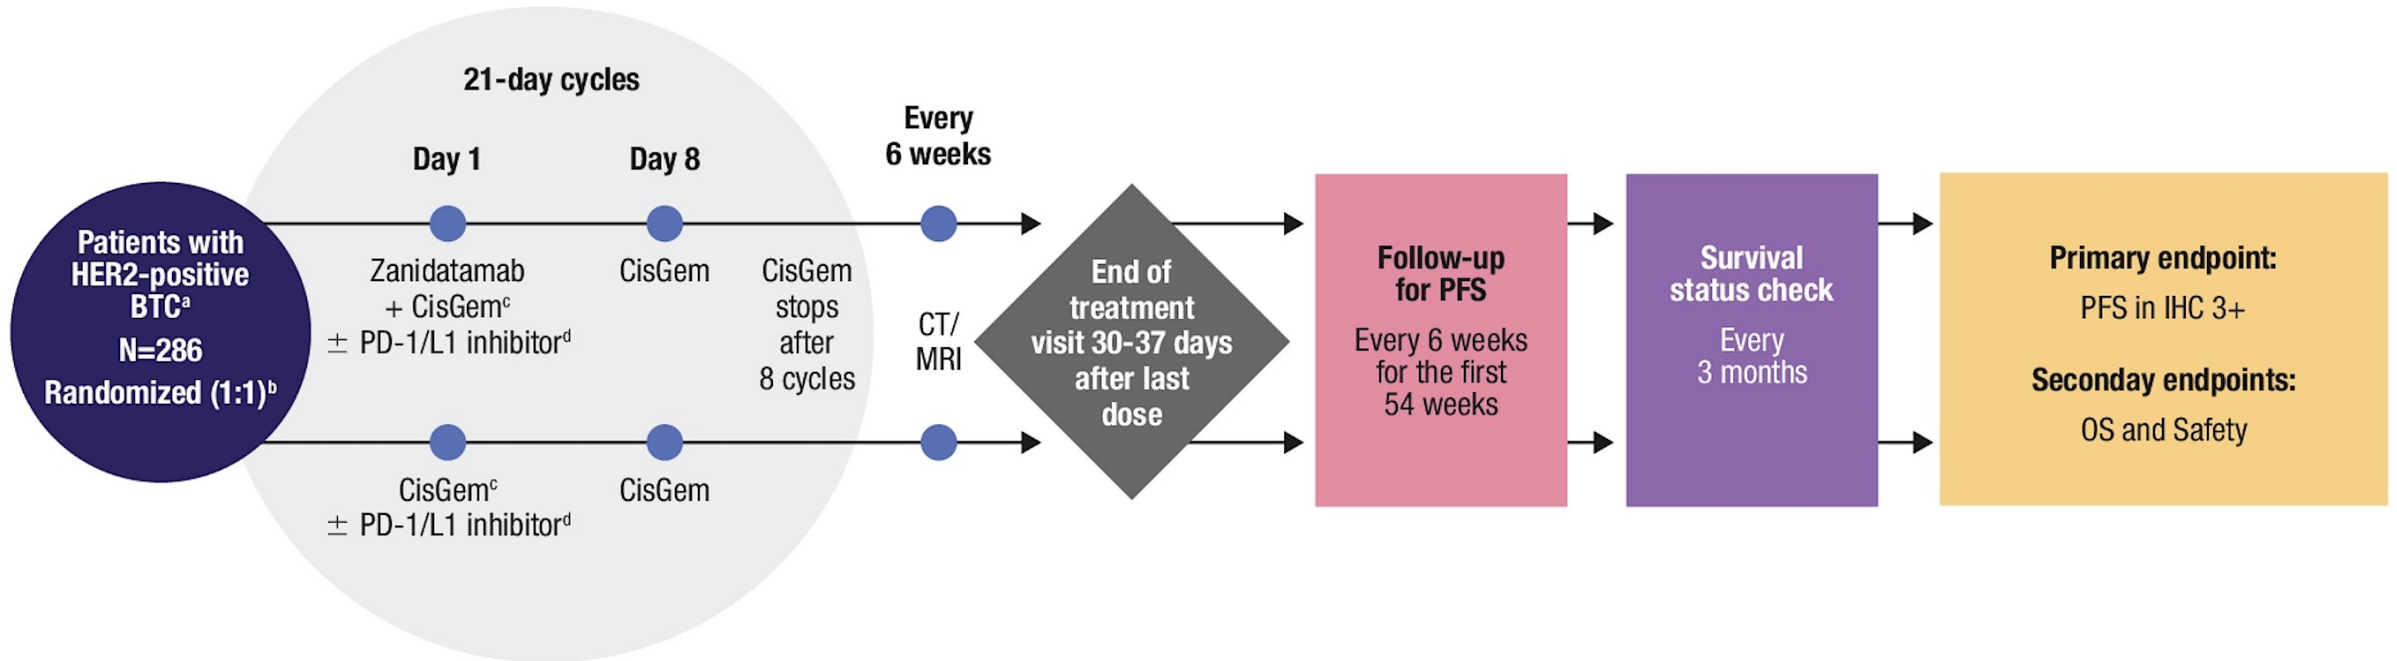 21-day cycles
Day 1
Day 8
Every
6 weeks
Patients with
HER2-positive
BTCᵃ
N=286
Randomized (1:1)ᵇ
Zanidatamab
+ CisGemᶜ
± PD-1/L1 inhibitorᵈ
CisGem
CisGem
stops
after
8 cycles
CT/
MRI
CisGemᶜ
± PD-1/L1 inhibitorᵈ
CisGem
End of
treatment
visit 30-37 days
after last
dose
Follow-up
for PFS
Every 6 weeks
for the first
54 weeks
Survival
status check
Every
3 months
Primary endpoint:
PFS in IHC 3+
Seconday endpoints:
OS and Safety